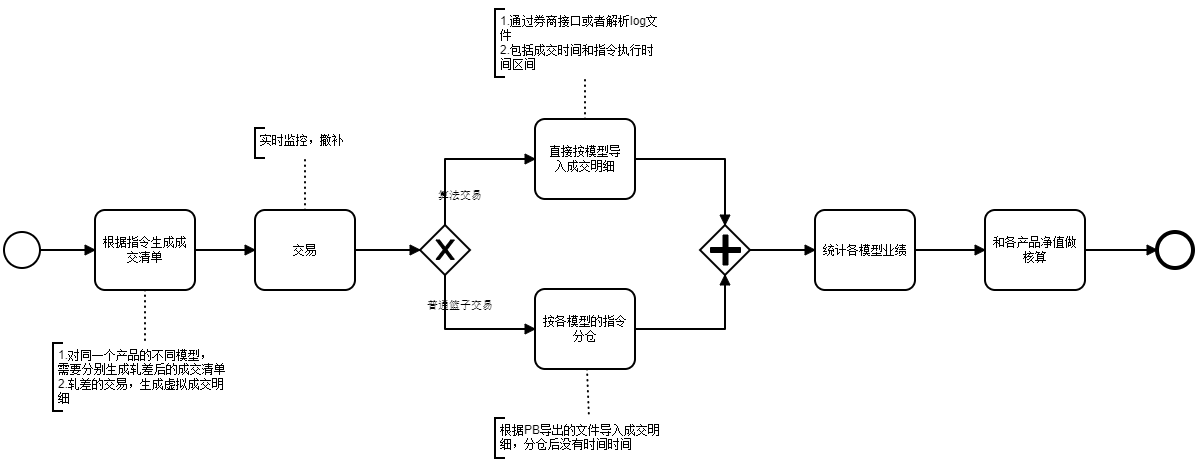 1.通过券商接口或者解析log文
件
2.包括成交时间和指令执行时
间区间
实时监控，撤补
直接按模型导
入成交明细
算法交易
根据指令生成成
交清单
交易
X
统计各模型业绩
和各产品净值做
核算
普通篮子交易
按各模型的指令
分仓
1.对同一个产品的不同模型，
需要分别生成轧差后的成交清单
2.轧差的交易，生成虚拟成交明
细
根据PB导出的文件导入成交明
细，分仓后没有时间时间